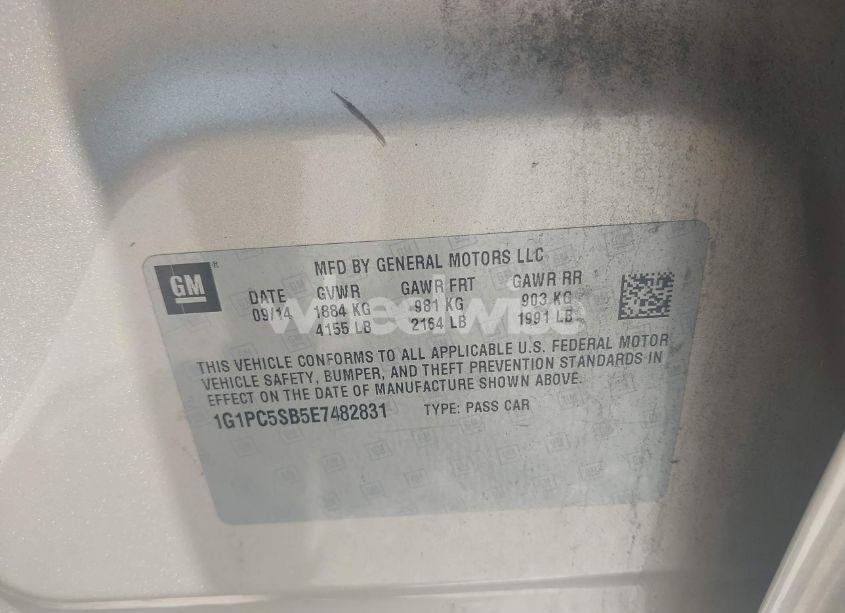 GM
MFD BY GENERAL MOTORS LLC
DATE GVWR GAWR FRT GAWR RR
09/14 1884 KG 981 KG 903 KG
4155 LB 2164 LB 1991 LB
wheelwise
THIS VEHICLE CONFORMS TO ALL APPLICABLE U.S. FEDERAL MOTOR
VEHICLE SAFETY, BUMPER, AND THEFT PREVENTION STANDARDS IN
EFFECT ON THE DATE OF MANUFACTURE SHOWN ABOVE.
1G1PC5SB5E7482831 TYPE: PASS CAR